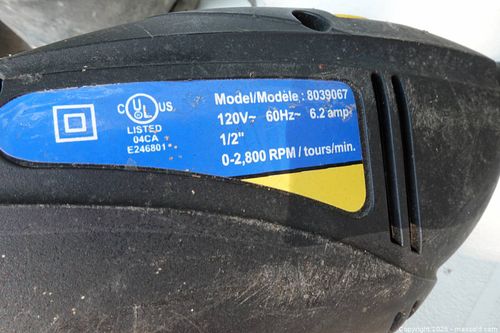 C UL US
LISTED
04CA
E246801
Model/Modèle : 8039067
120V~ 60Hz~ 6.2 amp
1/2"
0-2,800 RPM / tours/min.